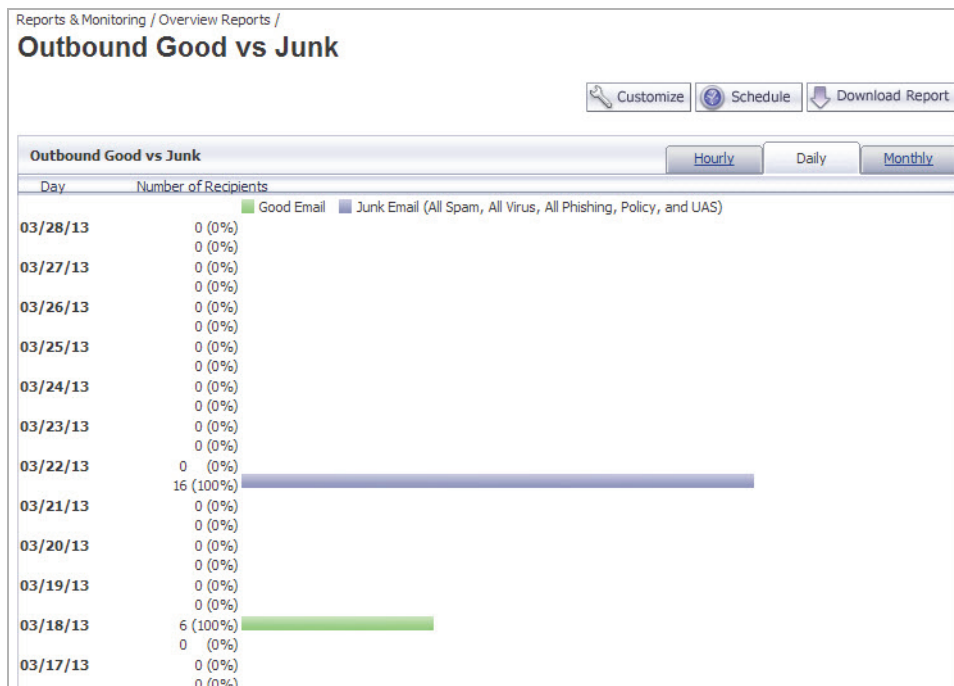 Reports & Monitoring / Overview Reports /
Outbound Good vs Junk
Customize Schedule Download Report
Outbound Good vs Junk Hourly Daily Monthly
Day Number of Recipients
Good Email Junk Email (All Spam, All Virus, All Phishing, Policy, and UAS)
03/28/13 0 (0%)
0 (0%)
03/27/13 0 (0%)
0 (0%)
03/26/13 0 (0%)
0 (0%)
03/25/13 0 (0%)
0 (0%)
03/24/13 0 (0%)
0 (0%)
03/23/13 0 (0%)
0 (0%)
03/22/13 0 (0%)
16 (100%)
03/21/13 0 (0%)
0 (0%)
03/20/13 0 (0%)
0 (0%)
03/19/13 0 (0%)
0 (0%)
03/18/13 6 (100%)
0 (0%)
03/17/13 0 (0%)
0 (0%)